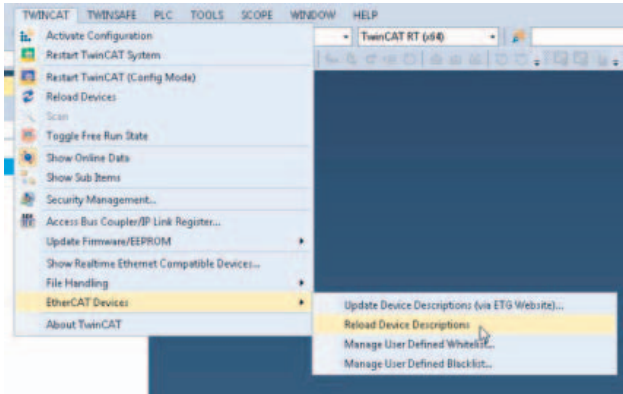 TWINCAT TWINSAFE PLC TOOLS SCOPE WINDOW HELP
Activate Configuration
TwinCAT RT (x64)
Restart TwinCAT System
Restart TwinCAT (Config Mode)
Reload Devices
Scan
Toggle Free Run State
Show Online Data
Show Sub Items
Security Management...
Access Bus Coupler/IP Link Register...
Update Firmware/EEPROM
Show Realtime Ethernet Compatible Devices...
File Handling
EtherCAT Devices
Update Device Descriptions (via ETG Website)...
About TwinCAT
Reload Device Descriptions
Manage User Defined Whitelist...
Manage User Defined Blacklist...